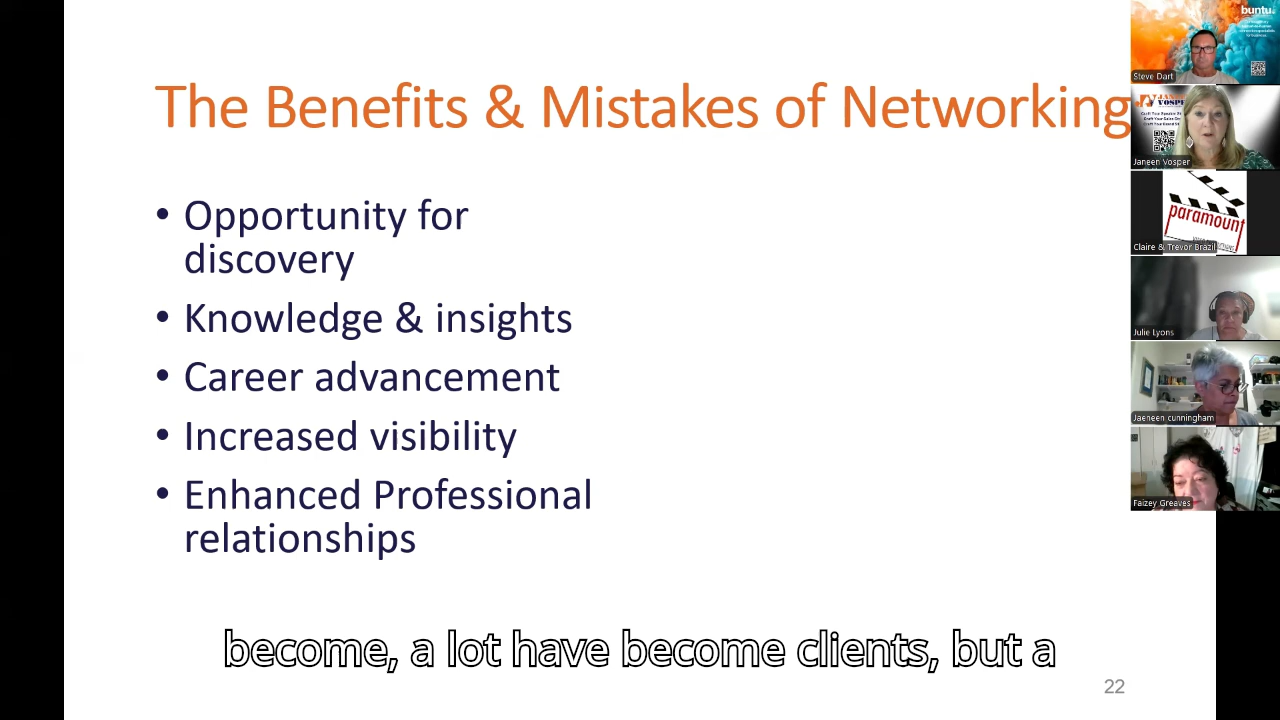 The Benefits & Mistakes of Networking
• Opportunity for
discovery
• Knowledge & insights
• Career advancement
• Increased visibility
• Enhanced Professional
relationships
become, a lot have become clients, but a
22
buntu.
Steve Dart
VOSPE
Janeen Vosper
paramount
Claire & Trevor Brazil
Julie Lyons
Jaeneen cunningham
Faizey Greaves